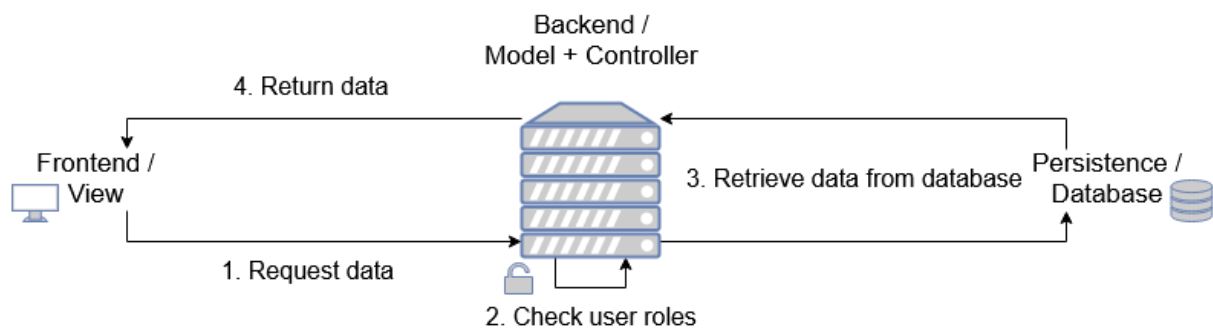 Backend /
Model + Controller
4. Return data
Frontend /
View
3. Retrieve data from database
Persistence /
Database
1. Request data
2. Check user roles